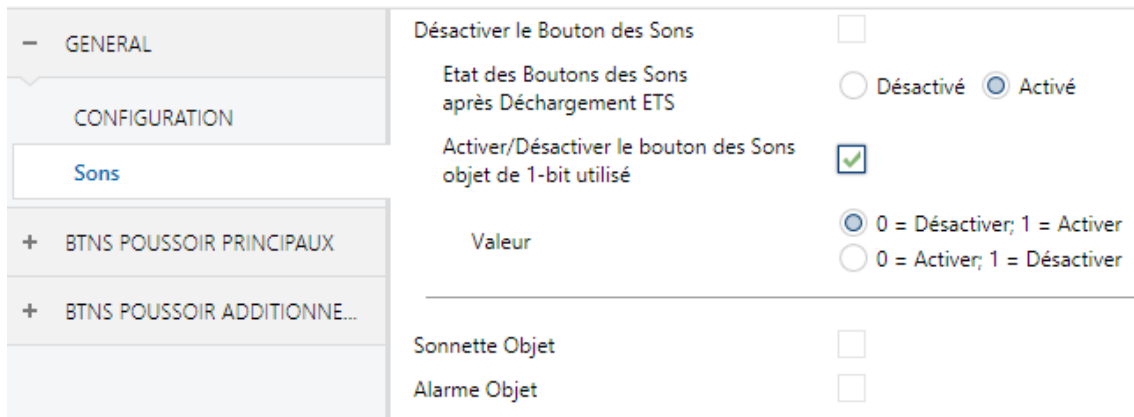 GENERAL
CONFIGURATION
Sons
BTNS POUSSOIR PRINCIPAUX
BTNS POUSSOIR ADDITIONNE...
Désactiver le Bouton des Sons
Etat des Boutons des Sons
après Déchargement ETS
Désactivé Activé
Activer/Désactiver le bouton des Sons
objet de 1-bit utilisé
Valeur
0 = Désactiver; 1 = Activer
0 = Activer; 1 = Désactiver
Sonnette Objet
Alarme Objet